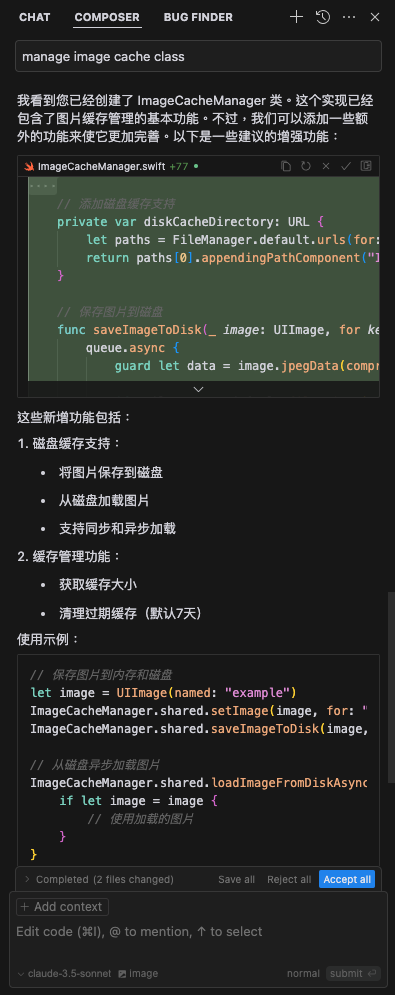 CHAT COMPOSER BUG FINDER
manage image cache class
我看到您已经创建了 ImageCacheManager 类。这个实现已经
包含了图片缓存管理的基本功能。不过，我们可以添加一些额
外的功能来使它更加完善。以下是一些建议的增强功能：
ImageCacheManager.swift +77
// 添加磁盘缓存支持
private var diskCacheDirectory: URL {
let paths = FileManager.default.urls(for:
return paths[0].appendingPathComponent("I
}
// 保存图片到磁盘
func saveImageToDisk(_ image: UIImage, for ke
queue.async {
guard let data = image.jpegData(compr
这些新增功能包括：
1. 磁盘缓存支持：
• 将图片保存到磁盘
• 从磁盘加载图片
• 支持同步和异步加载
2. 缓存管理功能：
• 获取缓存大小
• 清理过期缓存（默认7天）
使用示例：
// 保存图片到内存和磁盘
let image = UIImage(named: "example")
ImageCacheManager.shared.setImage(image, for: "
ImageCacheManager.shared.saveImageToDisk(image,
// 从磁盘异步加载图片
ImageCacheManager.shared.loadImageFromDiskAsync
if let image = image {
// 使用加载的图片
}
}
Completed (2 files changed) Save all Reject all Accept all
+ Add context
Edit code (⌘I), @ to mention, ↑ to select
claude-3.5-sonnet image normal submit